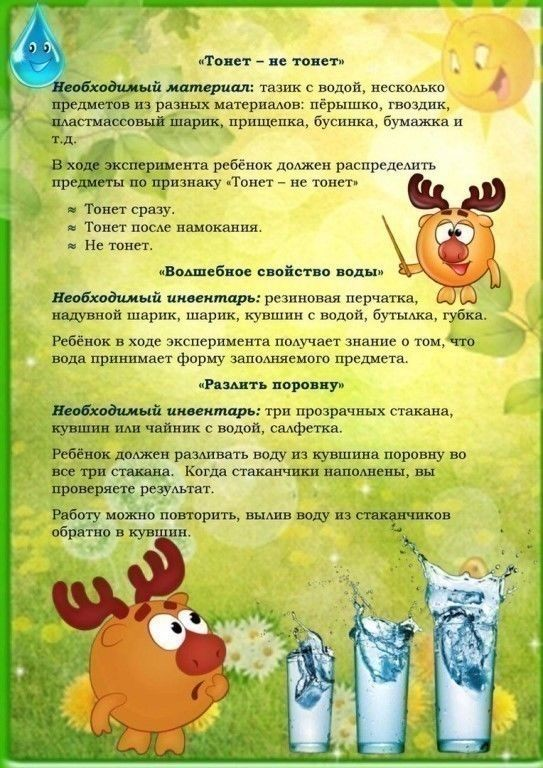 «Тонет – не тонет»
Необходимый материал: тазик с водой, несколько
предметов из разных материалов: пёрышко, гвоздик,
пластмассовый шарик, прищепка, бусинка, бумажка и
т.д.
В ходе эксперимента ребёнок должен распределить
предметы по признаку «Тонет – не тонет»
≈ Тонет сразу.
≈ Тонет после намокания.
≈ Не тонет.
«Волшебное свойство воды»
Необходимый инвентарь: резиновая перчатка,
надувной шарик, шарик, кувшин с водой, бутылка, губка.
Ребёнок в ходе эксперимента получает знание о том, что
вода принимает форму заполняемого предмета.
«Разлить поровну»
Необходимый инвентарь: три прозрачных стакана,
кувшин или чайник с водой, салфетка.
Ребёнок должен разливать воду из кувшина поровну во
все три стакана. Когда стаканчики наполнены, вы
проверяете результат.
Работу можно повторить, вылив воду из стаканчиков
обратно в кувшин.